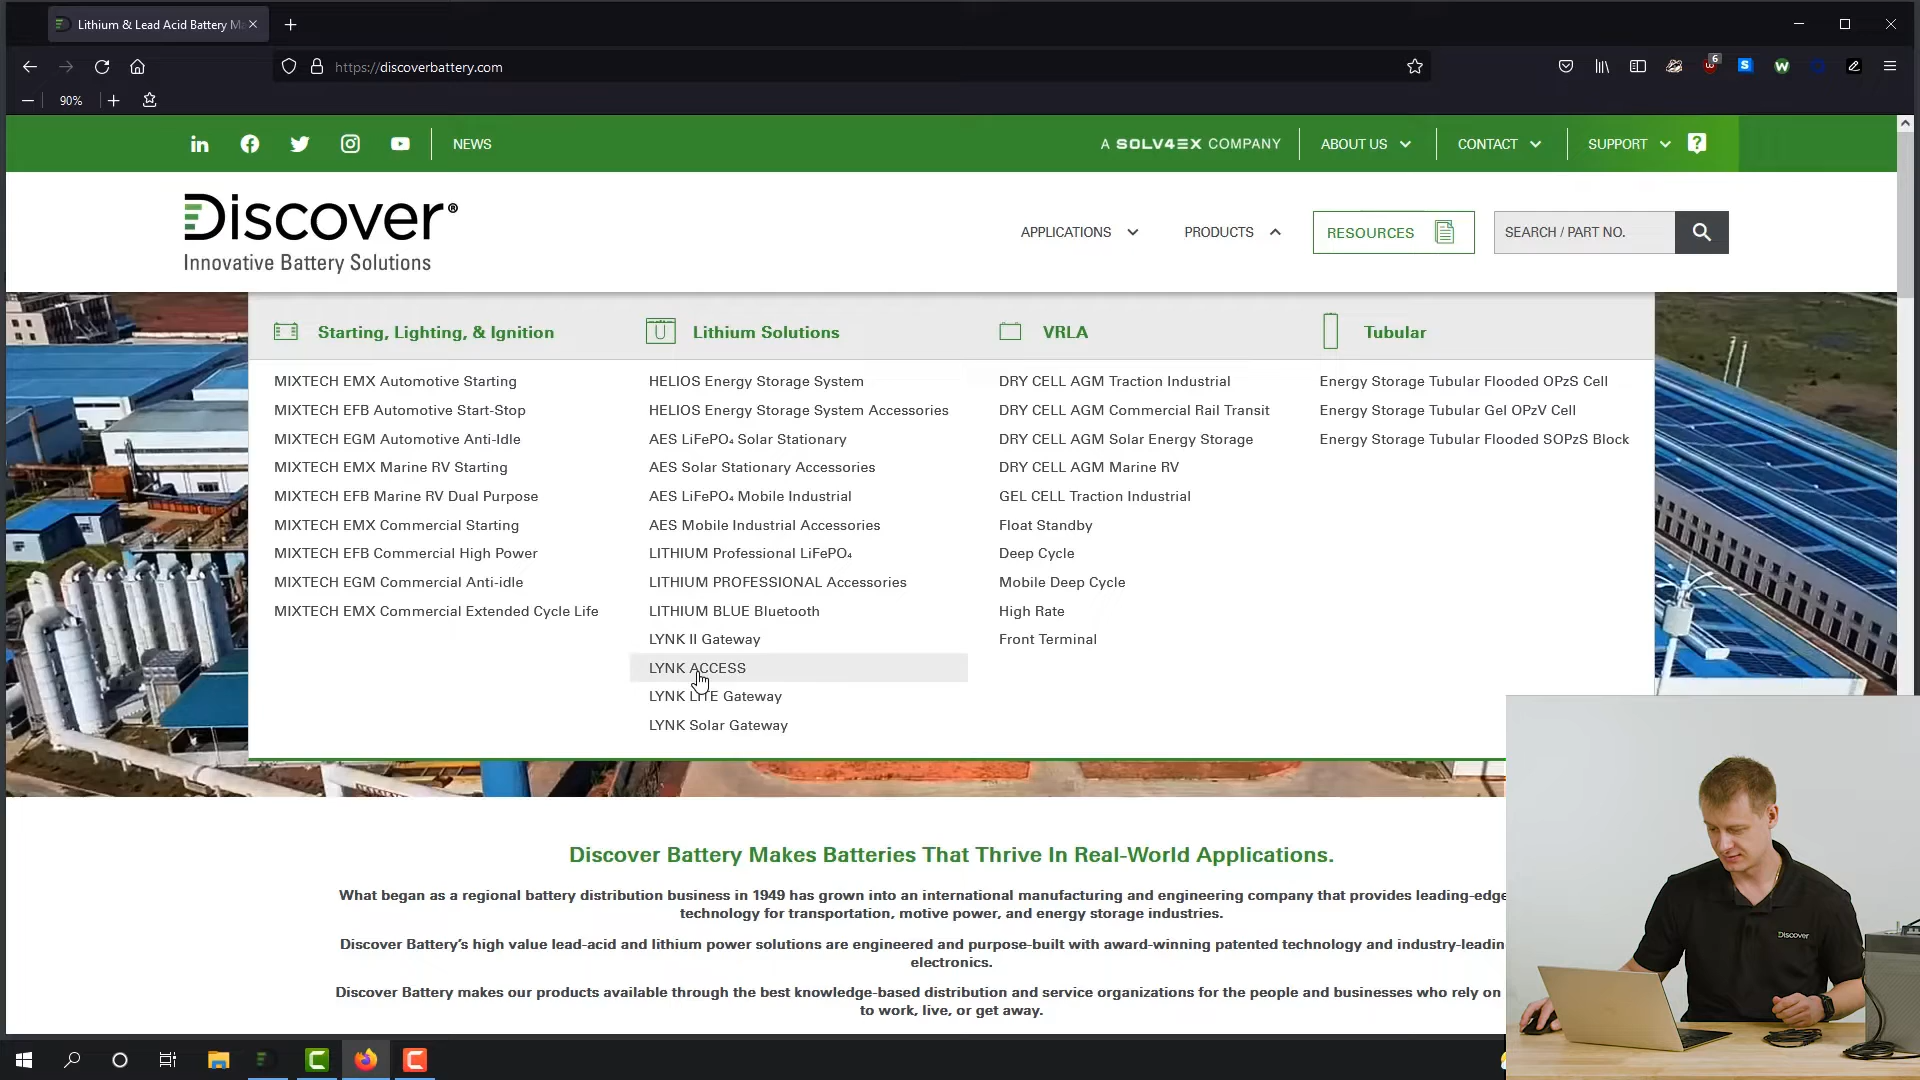 Lithium & Lead Acid Battery Ma
https://discoverbattery.com
6
90%
NEWS
A SOLV4EX COMPANY
ABOUT US
CONTACT
SUPPORT
Discover®
Innovative Battery Solutions
APPLICATIONS
PRODUCTS
RESOURCES
SEARCH / PART NO.
Starting, Lighting, & Ignition
MIXTECH EMX Automotive Starting
MIXTECH EFB Automotive Start-Stop
MIXTECH EGM Automotive Anti-Idle
MIXTECH EMX Marine RV Starting
MIXTECH EFB Marine RV Dual Purpose
MIXTECH EMX Commercial Starting
MIXTECH EFB Commercial High Power
MIXTECH EGM Commercial Anti-idle
MIXTECH EMX Commercial Extended Cycle Life
Lithium Solutions
HELIOS Energy Storage System
HELIOS Energy Storage System Accessories
AES LiFePO₄ Solar Stationary
AES Solar Stationary Accessories
AES LiFePO₄ Mobile Industrial
AES Mobile Industrial Accessories
LITHIUM Professional LiFePO₄
LITHIUM PROFESSIONAL Accessories
LITHIUM BLUE Bluetooth
LYNK II Gateway
LYNK ACCESS
LYNK LITE Gateway
LYNK Solar Gateway
VRLA
DRY CELL AGM Traction Industrial
DRY CELL AGM Commercial Rail Transit
DRY CELL AGM Solar Energy Storage
DRY CELL AGM Marine RV
GEL CELL Traction Industrial
Float Standby
Deep Cycle
Mobile Deep Cycle
High Rate
Front Terminal
Tubular
Energy Storage Tubular Flooded OPzS Cell
Energy Storage Tubular Gel OPzV Cell
Energy Storage Tubular Flooded SOPzS Block
Discover Battery Makes Batteries That Thrive In Real-World Applications.
What began as a regional battery distribution business in 1949 has grown into an international manufacturing and engineering company that provides leading-edge
technology for transportation, motive power, and energy storage industries.
Discover Battery's high value lead-acid and lithium power solutions are engineered and purpose-built with award-winning patented technology and industry-leadin
electronics.
Discover Battery makes our products available through the best knowledge-based distribution and service organizations for the people and businesses who rely on
to work, live, or get away.
Discover